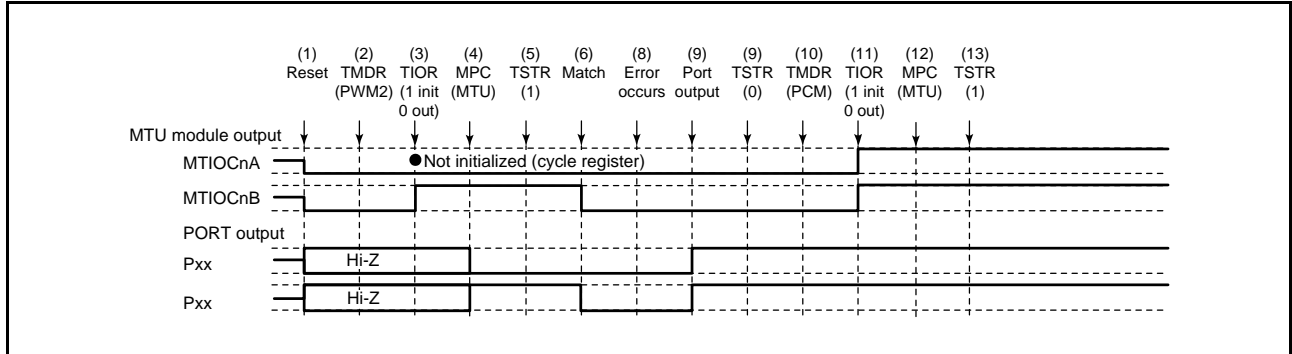 (1) (2) (3) (4) (5) (6) (8) (9) (9) (10) (11) (12) (13)
Reset TMDR TIOR MPC TSTR Match Error Port TSTR TMDR TIOR MPC TSTR
(PWM2) (1 init (MTU) (1) occurs output (0) (PCM) (1 init (MTU) (1)
0 out) 0 out)
MTU module output
MTIOCnA ●Not initialized (cycle register)
MTIOCnB
PORT output
Pxx Hi-Z
Pxx Hi-Z